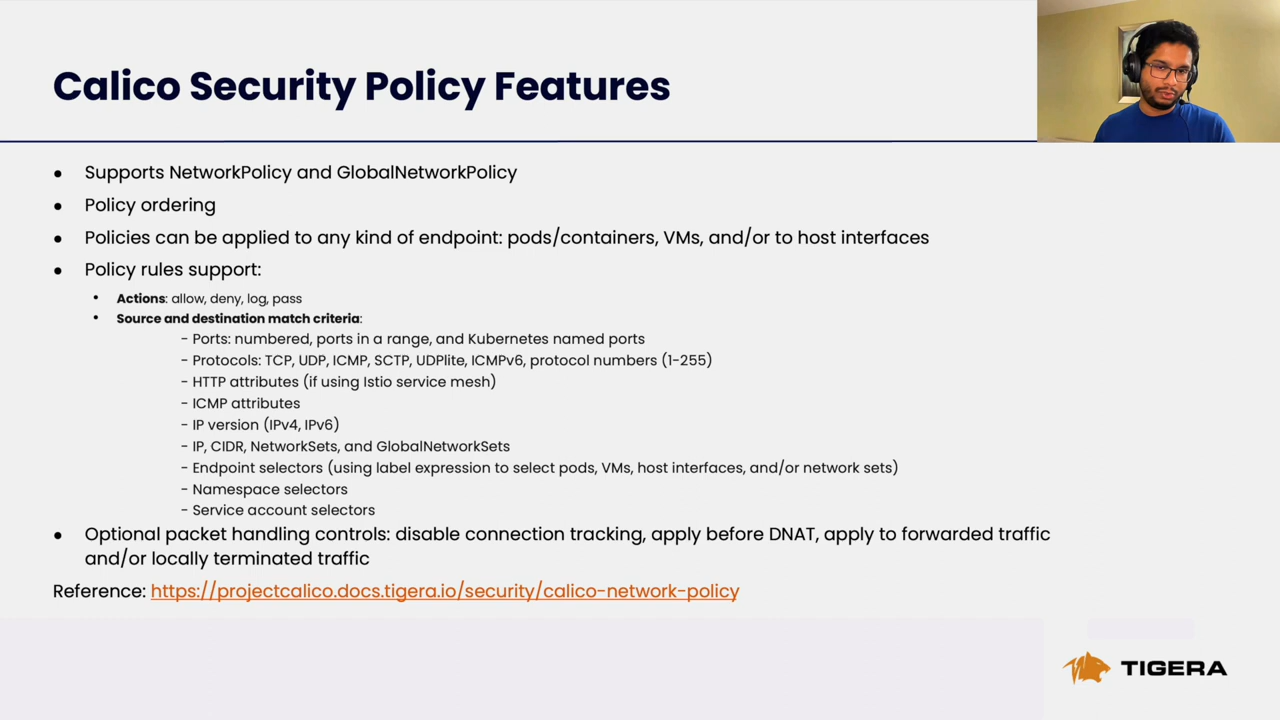 Calico Security Policy Features
● Supports NetworkPolicy and GlobalNetworkPolicy
● Policy ordering
● Policies can be applied to any kind of endpoint: pods/containers, VMs, and/or to host interfaces
● Policy rules support:
• Actions: allow, deny, log, pass
• Source and destination match criteria:
- Ports: numbered, ports in a range, and Kubernetes named ports
- Protocols: TCP, UDP, ICMP, SCTP, UDPlite, ICMPv6, protocol numbers (1-255)
- HTTP attributes (if using Istio service mesh)
- ICMP attributes
- IP version (IPv4, IPv6)
- IP, CIDR, NetworkSets, and GlobalNetworkSets
- Endpoint selectors (using label expression to select pods, VMs, host interfaces, and/or network sets)
- Namespace selectors
- Service account selectors
● Optional packet handling controls: disable connection tracking, apply before DNAT, apply to forwarded traffic
and/or locally terminated traffic
Reference: https://projectcalico.docs.tigera.io/security/calico-network-policy
TIGERA